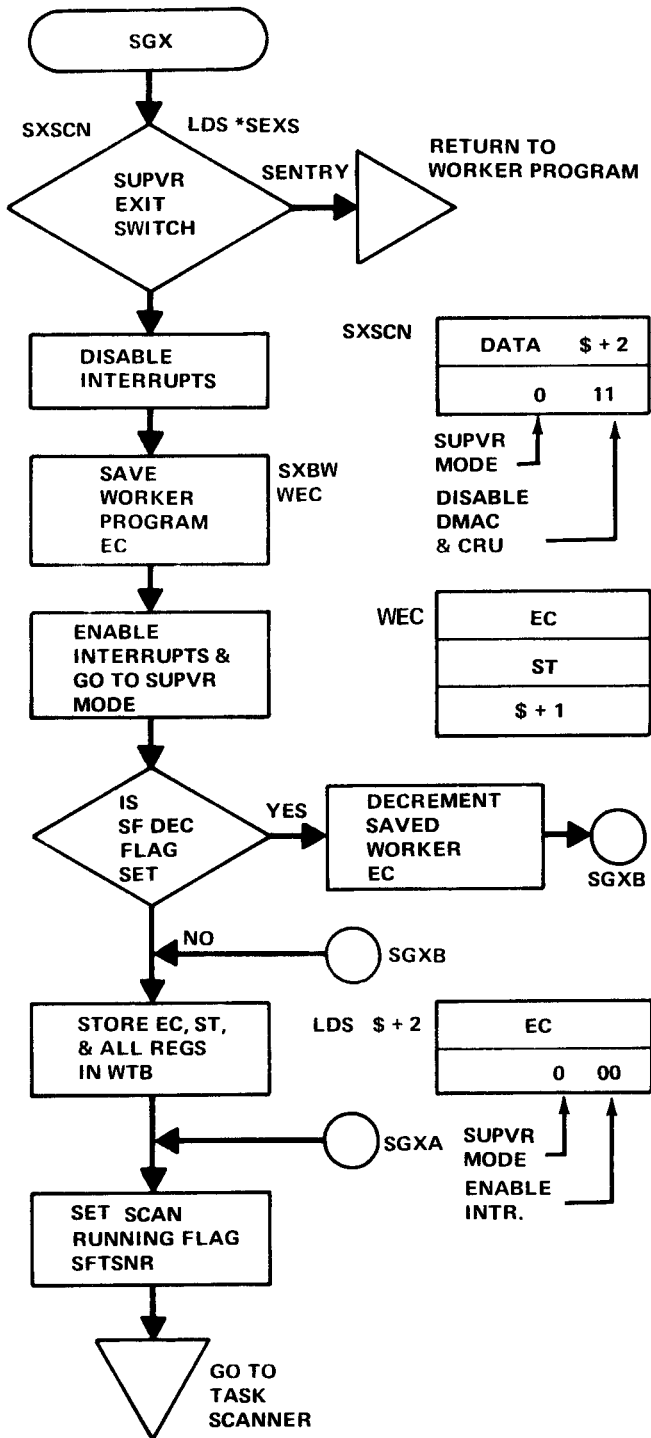 SGX
SXSCN
LDS *SEXS
SUPVR
EXIT
SWITCH
SENTRY
RETURN TO
WORKER PROGRAM
DISABLE
INTERRUPTS
SXSCN
DATA $ + 2
0 11
SUPVR
MODE
DISABLE
DMAC
& CRU
SAVE
WORKER
PROGRAM
EC
SXBW
WEC
ENABLE
INTERRUPTS &
GO TO SUPVR
MODE
WEC
EC
ST
$ + 1
IS
SF DEC
FLAG
SET
YES
DECREMENT
SAVED
WORKER
EC
SGXB
NO
SGXB
STORE EC, ST,
& ALL REGS
IN WTB
LDS $ + 2
EC
0 00
SUPVR
MODE
ENABLE
INTR.
SGXA
SET SCAN
RUNNING FLAG
SFTSNR
GO TO
TASK
SCANNER